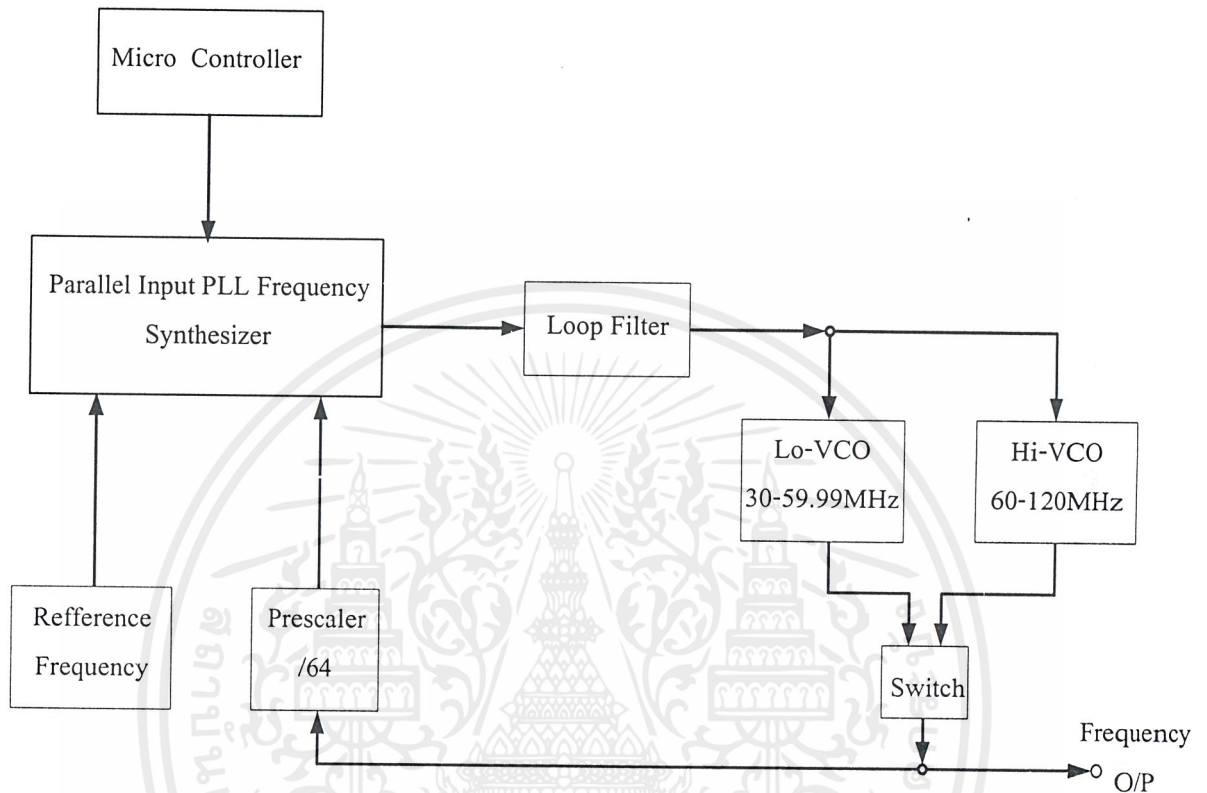 Micro Controller
Parallel Input PLL Frequency
Synthesizer
Loop Filter
Lo-VCO
30-59.99MHz
Hi-VCO
60-120MHz
Refference
Frequency
Prescaler
/64
Switch
Frequency
O/P